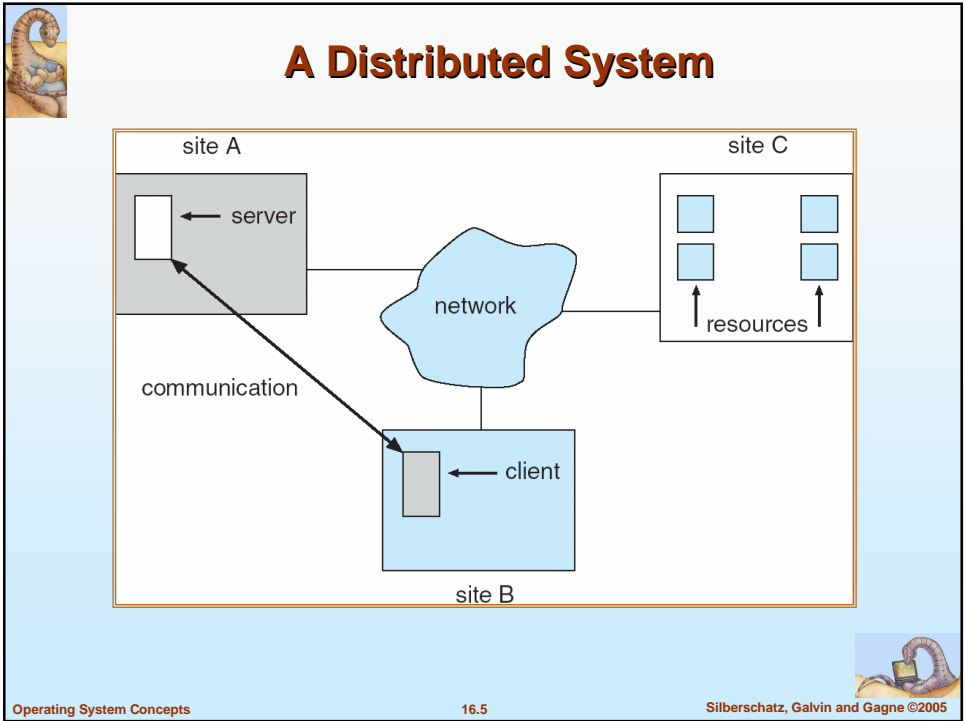 A Distributed System
site A
site C
server
network
resources
communication
client
site B
Operating System Concepts
16.5
Silberschatz, Galvin and Gagne ©2005